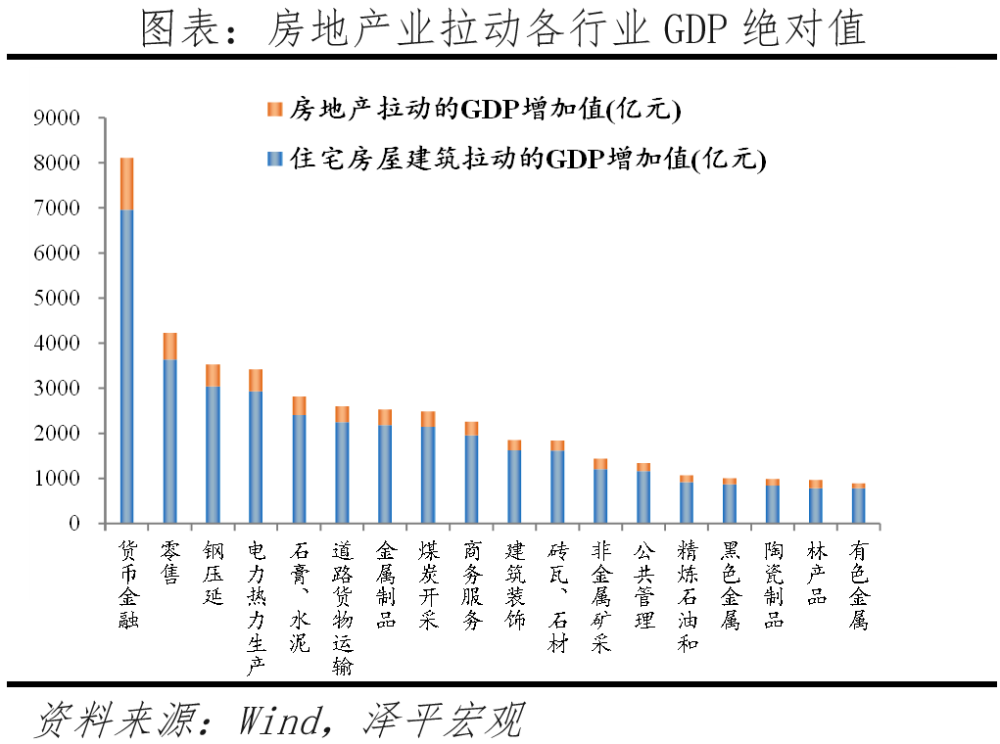 图表：房地产业拉动各行业 GDP 绝对值
房地产拉动的GDP增加值(亿元)
住宅房屋建筑拉动的GDP增加值(亿元)
9000
8000
7000
6000
5000
4000
3000
2000
1000
0
货币金融
零售
钢压延
电力热力生产
石膏、水泥
道路货物运输
金属制品
煤炭开采
商务服务
建筑装饰
砖瓦、石材
非金属矿采
公共管理
精炼石油和
黑色金属
陶瓷制品
林产品
有色金属
资料来源：Wind，泽平宏观